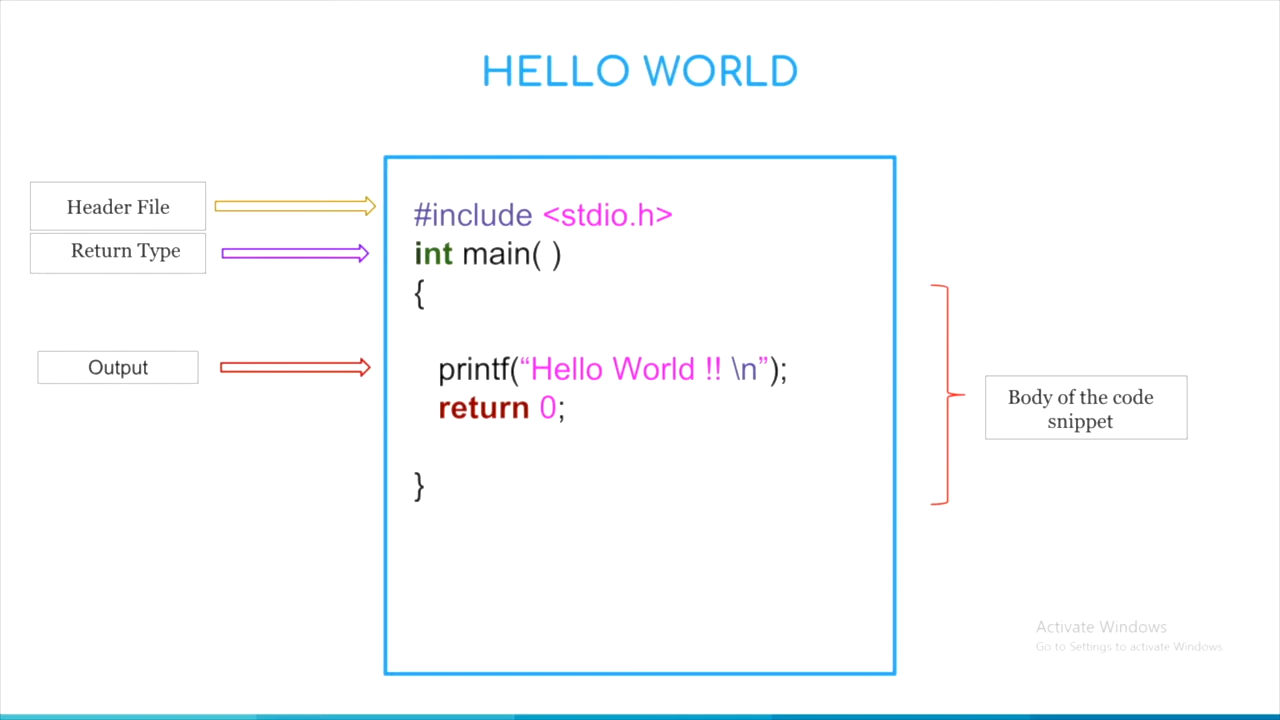 HELLO WORLD
Header File
Return Type
Output
#include <stdio.h>
int main( )
{
printf(“Hello World !! \n”);
return 0;
}
Body of the code
snippet
Activate Windows
Go to Settings to activate Windows.